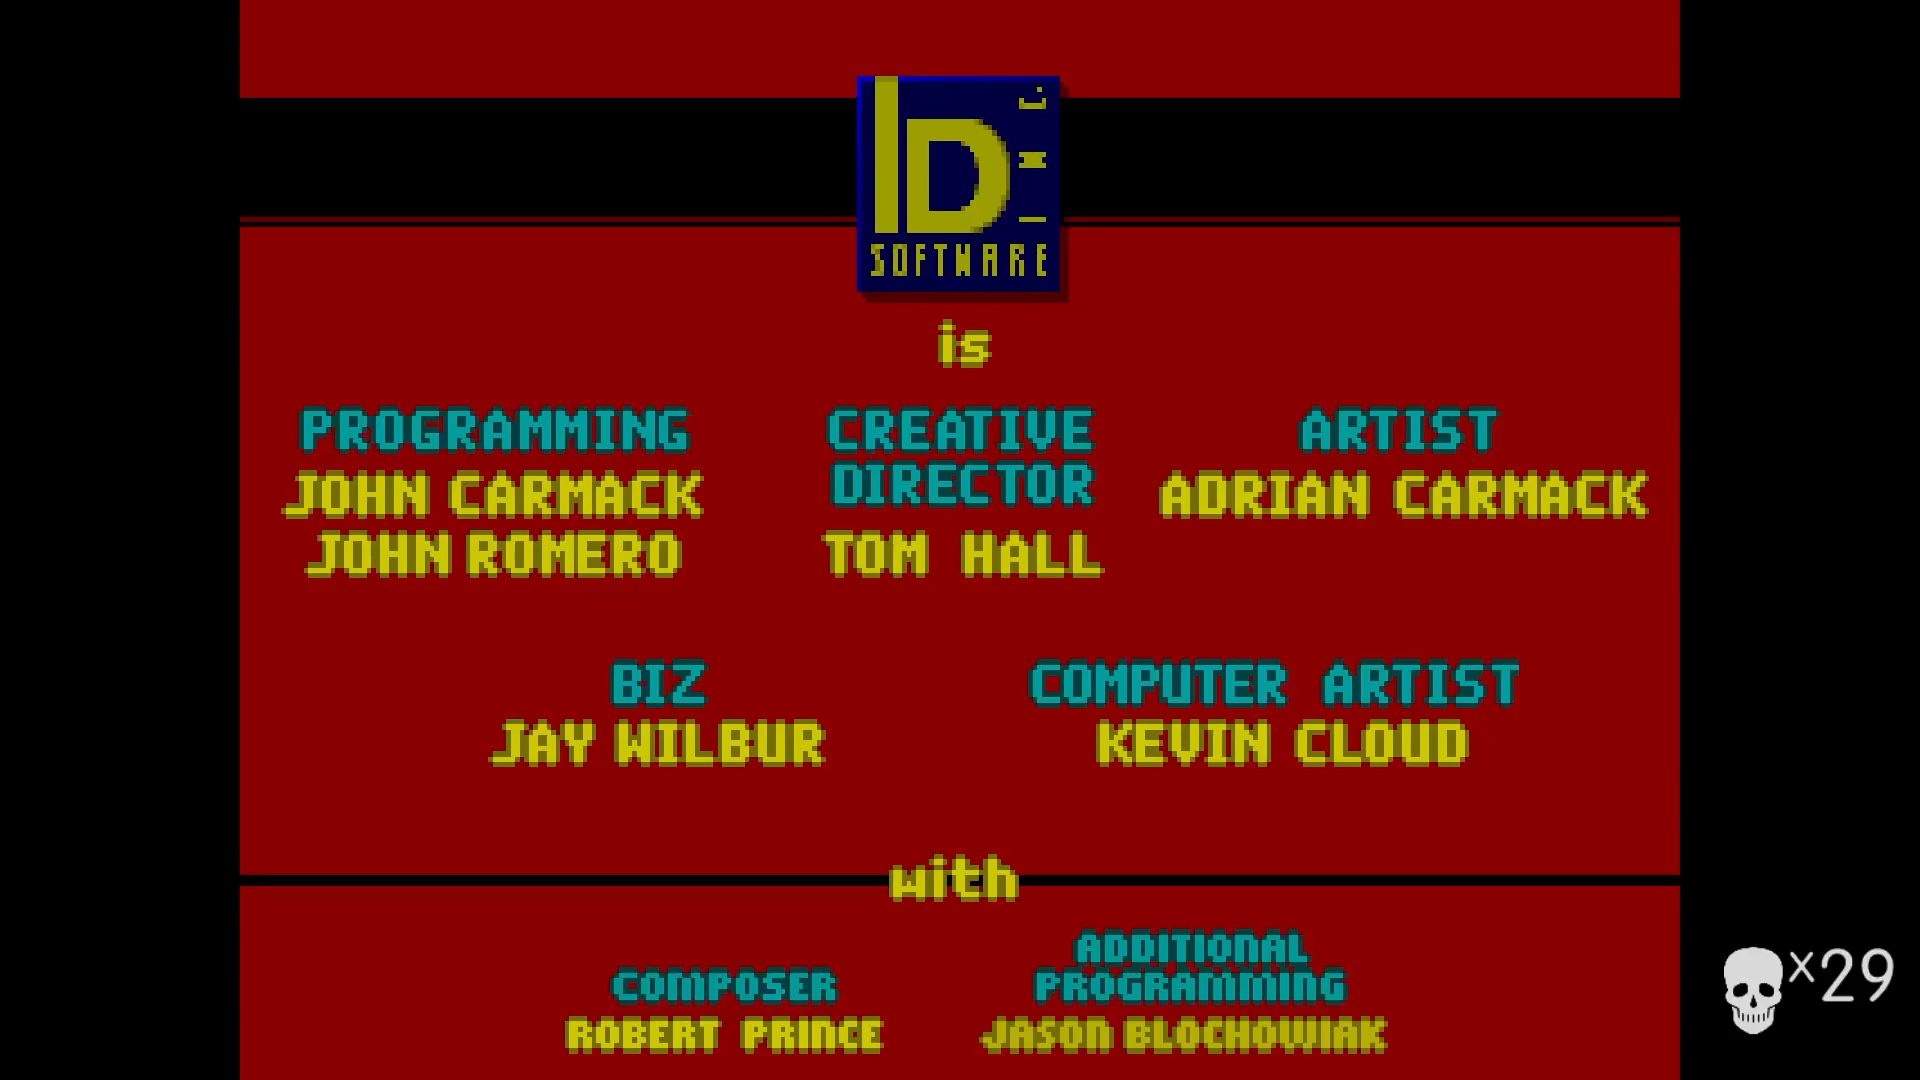 ID
SOFTWARE
is
PROGRAMMING
JOHN CARMACK
JOHN ROMERO
CREATIVE
DIRECTOR
TOM HALL
ARTIST
ADRIAN CARMACK
BIZ
JAY WILBUR
COMPUTER ARTIST
KEVIN CLOUD
with
COMPOSER
ROBERT PRINCE
ADDITIONAL
PROGRAMMING
JASON BLOCHOWIAK
x29